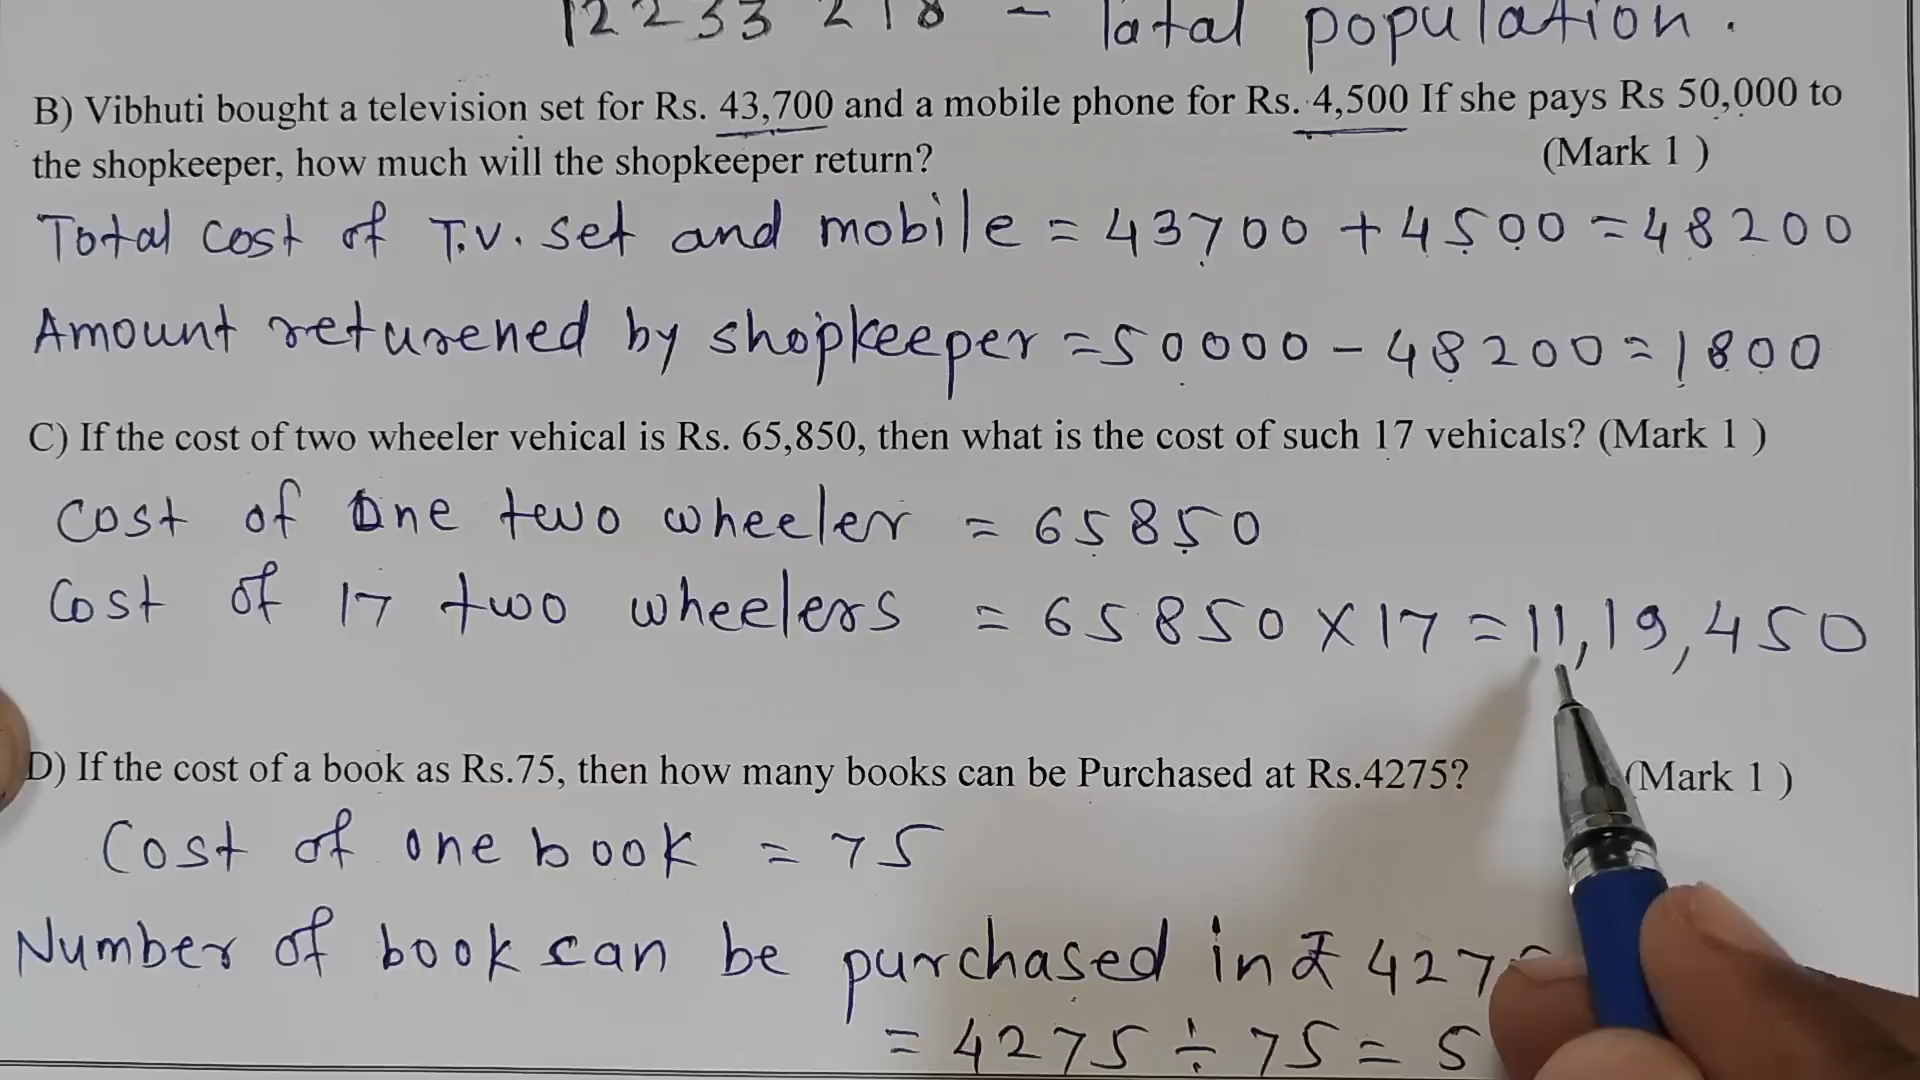 12233218 - Total population.
B) Vibhuti bought a television set for Rs. 43,700 and a mobile phone for Rs. 4,500 If she pays Rs 50,000 to
the shopkeeper, how much will the shopkeeper return? (Mark 1 )
Total cost of T.V. set and mobile = 43700 + 4500 = 48200
Amount returened by shopkeeper = 50000 - 48200 = 1800
C) If the cost of two wheeler vehical is Rs. 65,850, then what is the cost of such 17 vehicals? (Mark 1 )
Cost of One two wheeler = 65850
Cost of 17 two wheelers = 65850 X 17 = 11,19,450
D) If the cost of a book as Rs.75, then how many books can be Purchased at Rs.4275? (Mark 1 )
Cost of one book = 75
Number of book can be purchased in ₹ 427
= 4275 ÷ 75 = 5